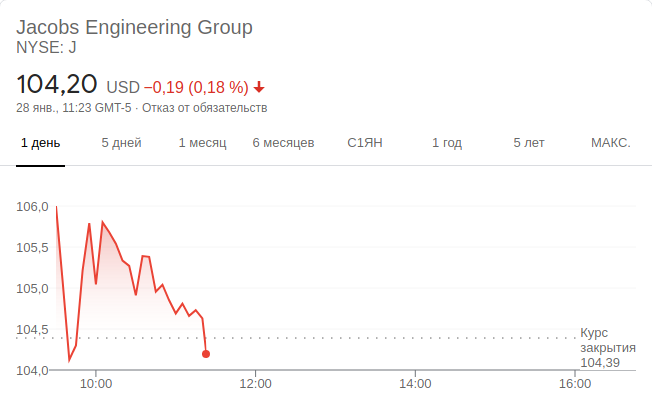 Jacobs Engineering Group
NYSE: J
104,20 USD −0,19 (0,18 %)
28 янв., 11:23 GMT-5 · Отказ от обязательств
1 день 5 дней 1 месяц 6 месяцев С1ЯН 1 год 5 лет МАКС.
106,0
105,5
105,0
104,5
104,0
Курс
закрытия
104,39
10:00 12:00 14:00 16:00